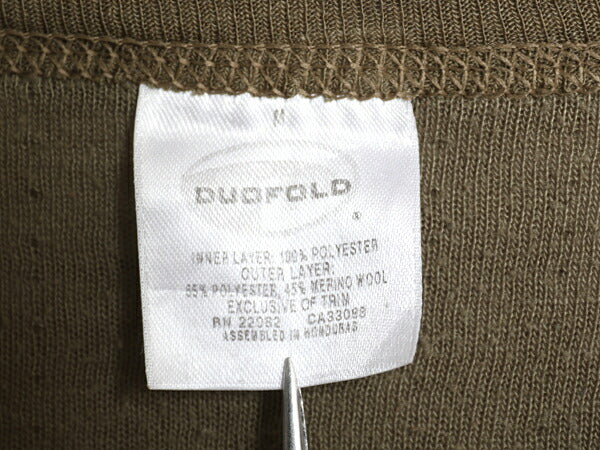 M
DUOFOLD
®
INNER LAYER: 100% POLYESTER
OUTER LAYER:
55% POLYESTER, 45% MERINO WOOL
EXCLUSIVE OF TRIM
RN 22082 CA33098
ASSEMBLED IN HONDURAS